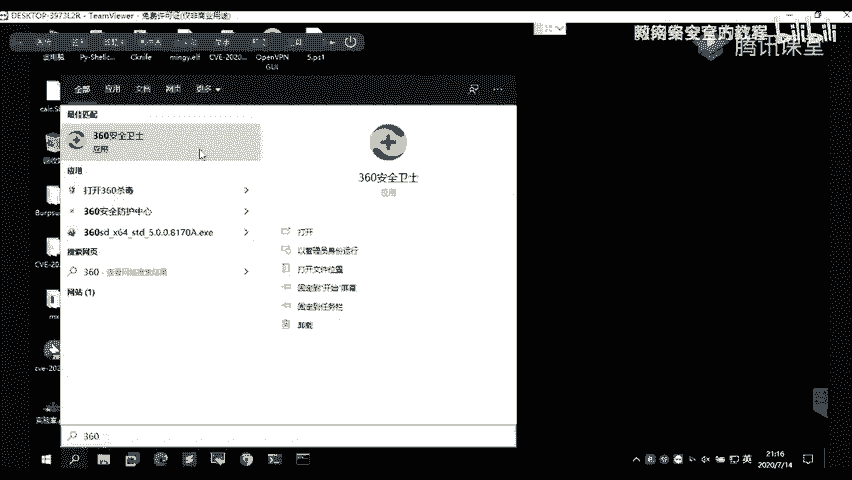 DESKTOP-3973L2R - TeamViewer - 免费许可证(仅非商业用途)
腾讯课堂
bilibili
Py-Shellc...
Cknife
mingy.elf
CVE-2020...
OpenVPN
GUI
5.ps1
全部 应用 文档 网页 更多
最佳匹配
360安全卫士
应用
应用
打开360杀毒
360安全防护中心
360sd_x64_std_5.0.0.8170A.exe
搜索网页
360 - 查看网络搜索结果
网站 (1)
360安全卫士
应用
打开
以管理员身份运行
打开文件位置
固定到"开始"屏幕
固定到任务栏
卸载
calc.S
回收
Burpsu
CVE-20
ms
cve-202
360
英
21:16
2020/7/14